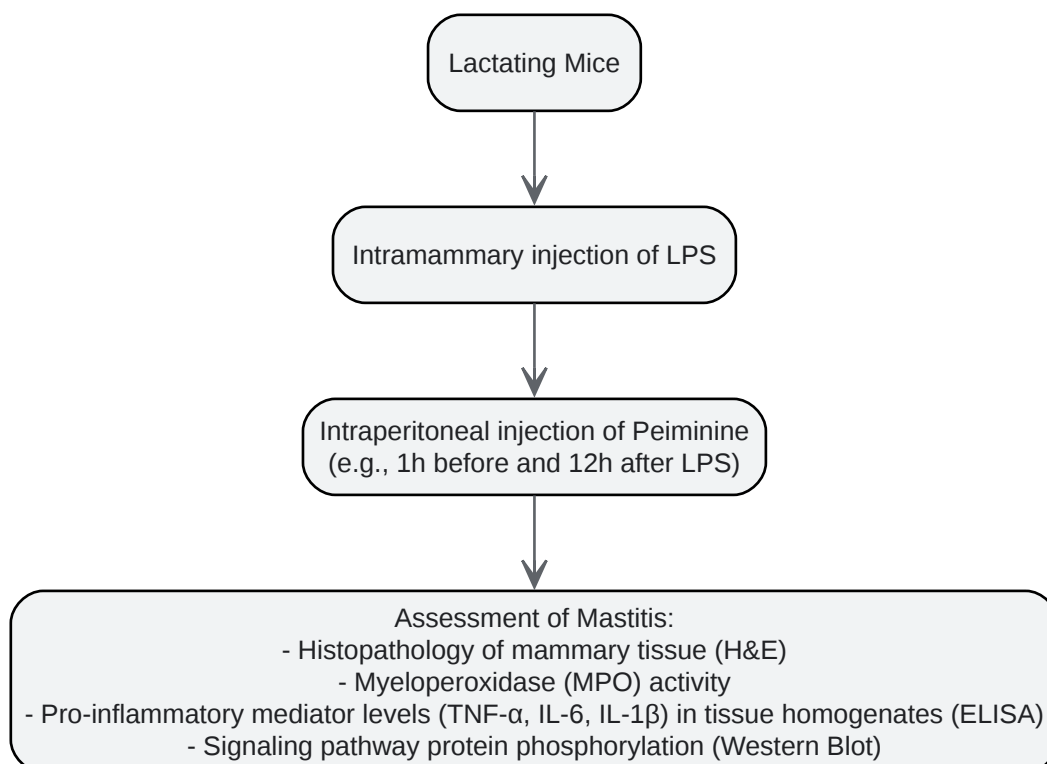 Lactating Mice
Intramammary injection of LPS
Intraperitoneal injection of Peiminine
(e.g., 1h before and 12h after LPS)
Assessment of Mastitis:
- Histopathology of mammary tissue (H&E)
- Myeloperoxidase (MPO) activity
- Pro-inflammatory mediator levels (TNF-α, IL-6, IL-1β) in tissue homogenates (ELISA)
- Signaling pathway protein phosphorylation (Western Blot)